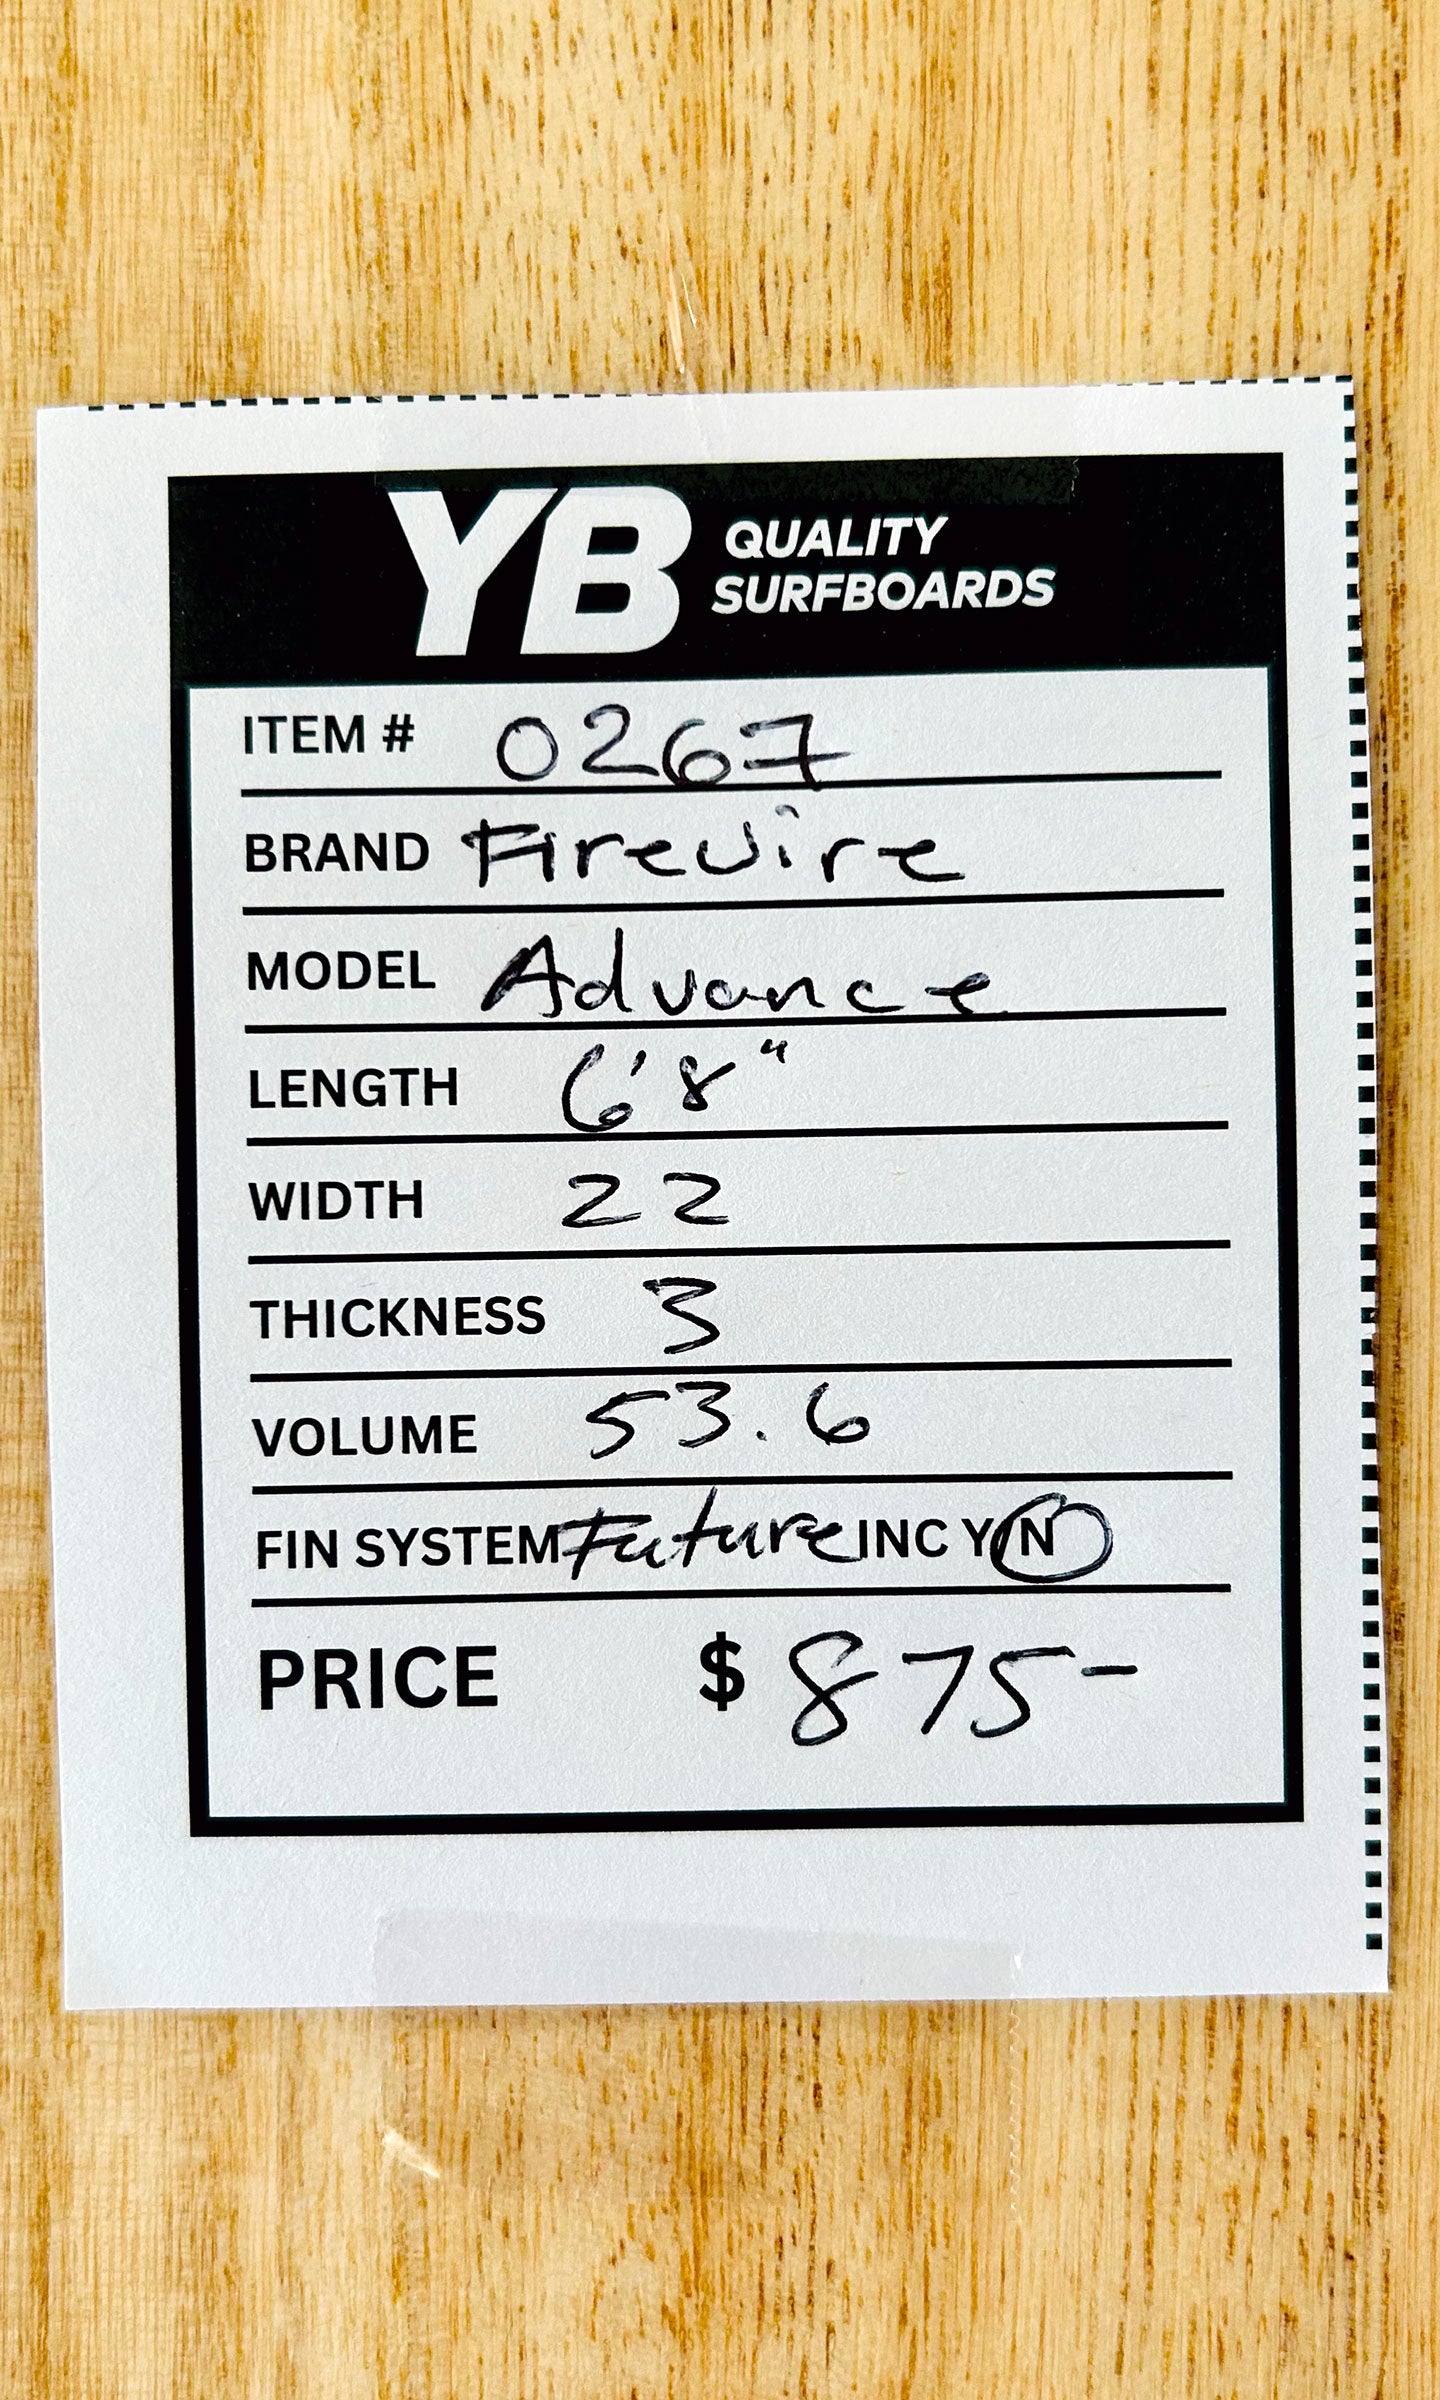 YB QUALITY
SURFBOARDS
ITEM # 0267
BRAND Firewire
MODEL Advance
LENGTH 6'8"
WIDTH 22
THICKNESS 3
VOLUME 53.6
FIN SYSTEM Future INC Y/N
PRICE $ 875-